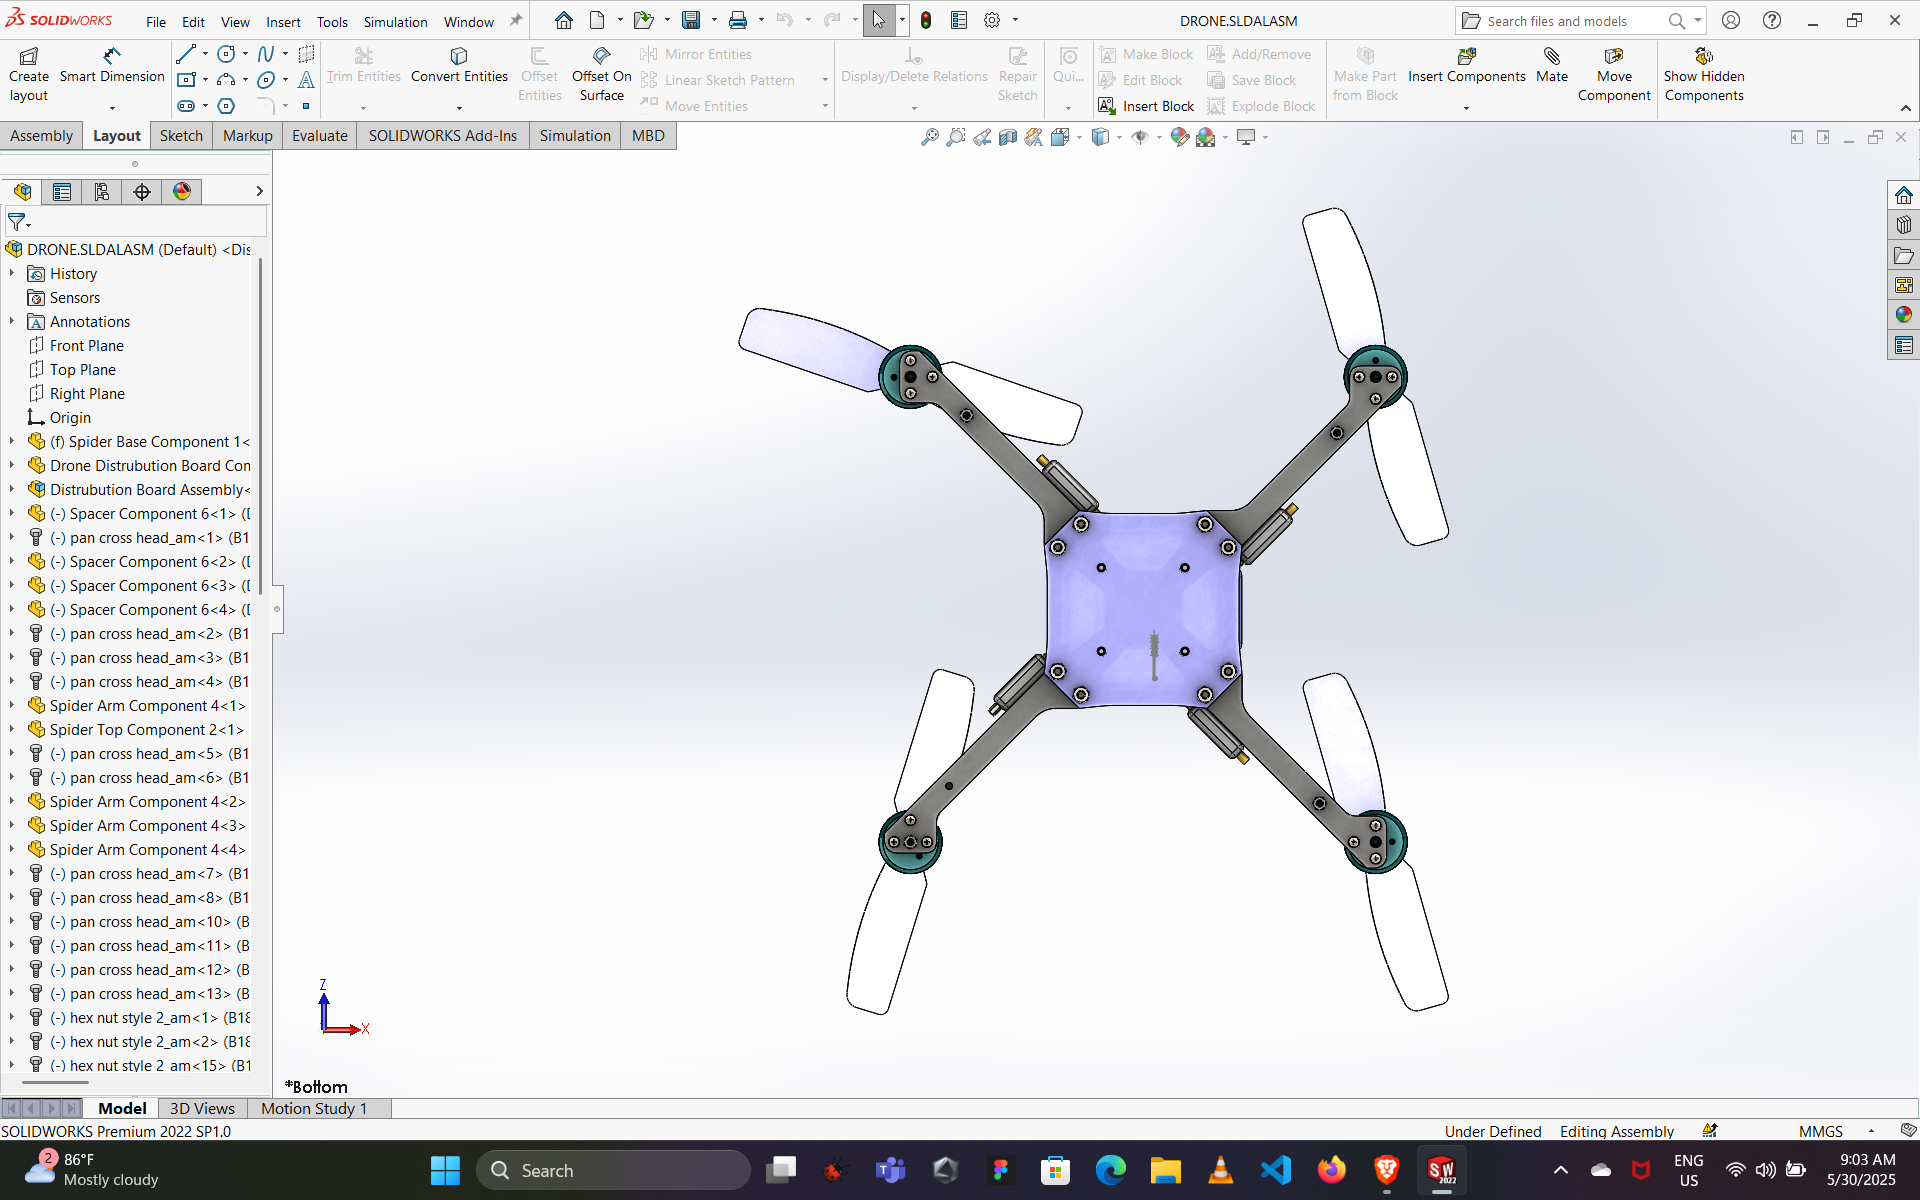 SOLIDWORKS File Edit View Insert Tools Simulation Window DRONE.SLDALASM Search files and models
Create layout
Smart Dimension
Trim Entities
Convert Entities
Offset Entities
Offset On Surface
Mirror Entities
Linear Sketch Pattern
Move Entities
Display/Delete Relations
Repair Sketch
Qui...
Make Block
Edit Block
Insert Block
Add/Remove
Save Block
Explode Block
Make Part from Block
Insert Components
Mate
Move Component
Show Hidden Components
Assembly Layout Sketch Markup Evaluate SOLIDWORKS Add-Ins Simulation MBD
DRONE.SLDALASM (Default) <Dis
History
Sensors
Annotations
Front Plane
Top Plane
Right Plane
Origin
(f) Spider Base Component 1<
Drone Distrubution Board Con
Distrubution Board Assembly<
(-) Spacer Component 6<1> (D
(-) pan cross head_am<1> (B1
(-) Spacer Component 6<2> (D
(-) Spacer Component 6<3> (D
(-) Spacer Component 6<4> (D
(-) pan cross head_am<2> (B1
(-) pan cross head_am<3> (B1
(-) pan cross head_am<4> (B1
Spider Arm Component 4<1>
Spider Top Component 2<1>
(-) pan cross head_am<5> (B1
(-) pan cross head_am<6> (B1
Spider Arm Component 4<2>
Spider Arm Component 4<3>
Spider Arm Component 4<4>
(-) pan cross head_am<7> (B1
(-) pan cross head_am<8> (B1
(-) pan cross head_am<10> (B
(-) pan cross head_am<11> (B
(-) pan cross head_am<12> (B
(-) pan cross head_am<13> (B
(-) hex nut style 2_am<1> (B18
(-) hex nut style 2_am<2> (B18
(-) hex nut style 2_am<15> (B1
Z
X
*Bottom
Model 3D Views Motion Study 1
SOLIDWORKS Premium 2022 SP1.0 Under Defined Editing Assembly MMGS
2
86°F
Mostly cloudy
Search
SW
2022
ENG
US
9:03 AM
5/30/2025